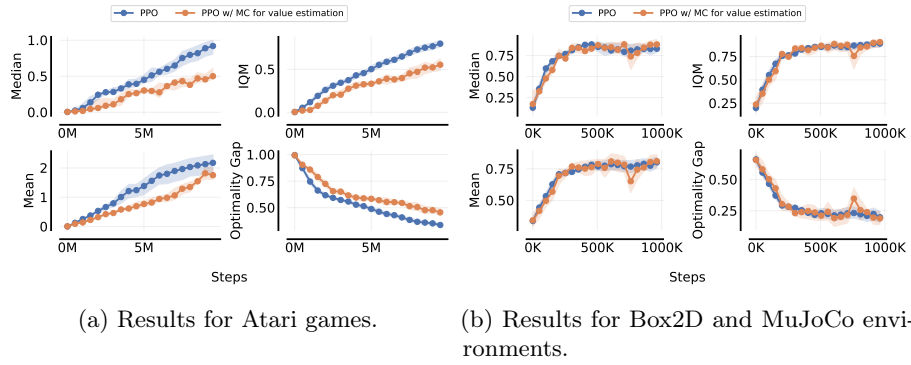 PPO
PPO w/ MC for value estimation
PPO
PPO w/ MC for value estimation
Median
1.0
0.5
0.0
0M
5M
IQM
0.5
0.0
0M
5M
Median
0.75
0.50
0.25
0K
500K
1000K
IQM
0.75
0.50
0.25
0K
500K
1000K
Mean
2
1
0
0M
5M
Optimality Gap
1.00
0.75
0.50
0M
5M
Mean
0.75
0.50
0K
500K
1000K
Optimality Gap
0.50
0.25
0K
500K
1000K
Steps
Steps
(a) Results for Atari games.
(b) Results for Box2D and MuJoCo envi-
ronments.